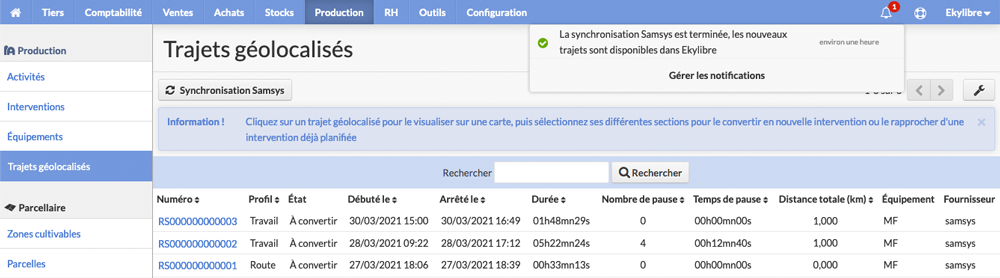 Tiers Comptabilité Ventes Achats Stocks Production RH Outils Configuration 1 Ekylibre
Production
Activités
Interventions
Équipements
Trajets géolocalisés
Parcellaire
Zones cultivables
Parcelles
Trajets géolocalisés
La synchronisation Samsys est terminée, les nouveaux trajets sont disponibles dans Ekylibre environ une heure
Gérer les notifications
Synchronisation Samsys
Information ! Cliquez sur un trajet géolocalisé pour le visualiser sur une carte, puis sélectionnez ses différentes sections pour le convertir en nouvelle intervention ou le rapprocher d'une
intervention déjà planifiée
Rechercher Rechercher
Numéro Profil État Débuté le Arrêté le Durée Nombre de pause Temps de pause Distance totale (km) Équipement Fournisseur
RS000000000003 Travail À convertir 30/03/2021 15:00 30/03/2021 16:49 01h48mn29s 0 00h00mn00s 1,000 MF samsys
RS000000000002 Travail À convertir 28/03/2021 09:22 28/03/2021 17:12 05h22mn24s 4 00h12mn40s 1,000 MF samsys
RS000000000001 Route À convertir 27/03/2021 18:06 27/03/2021 18:39 00h33mn13s 0 00h00mn00s 0,000 MF samsys